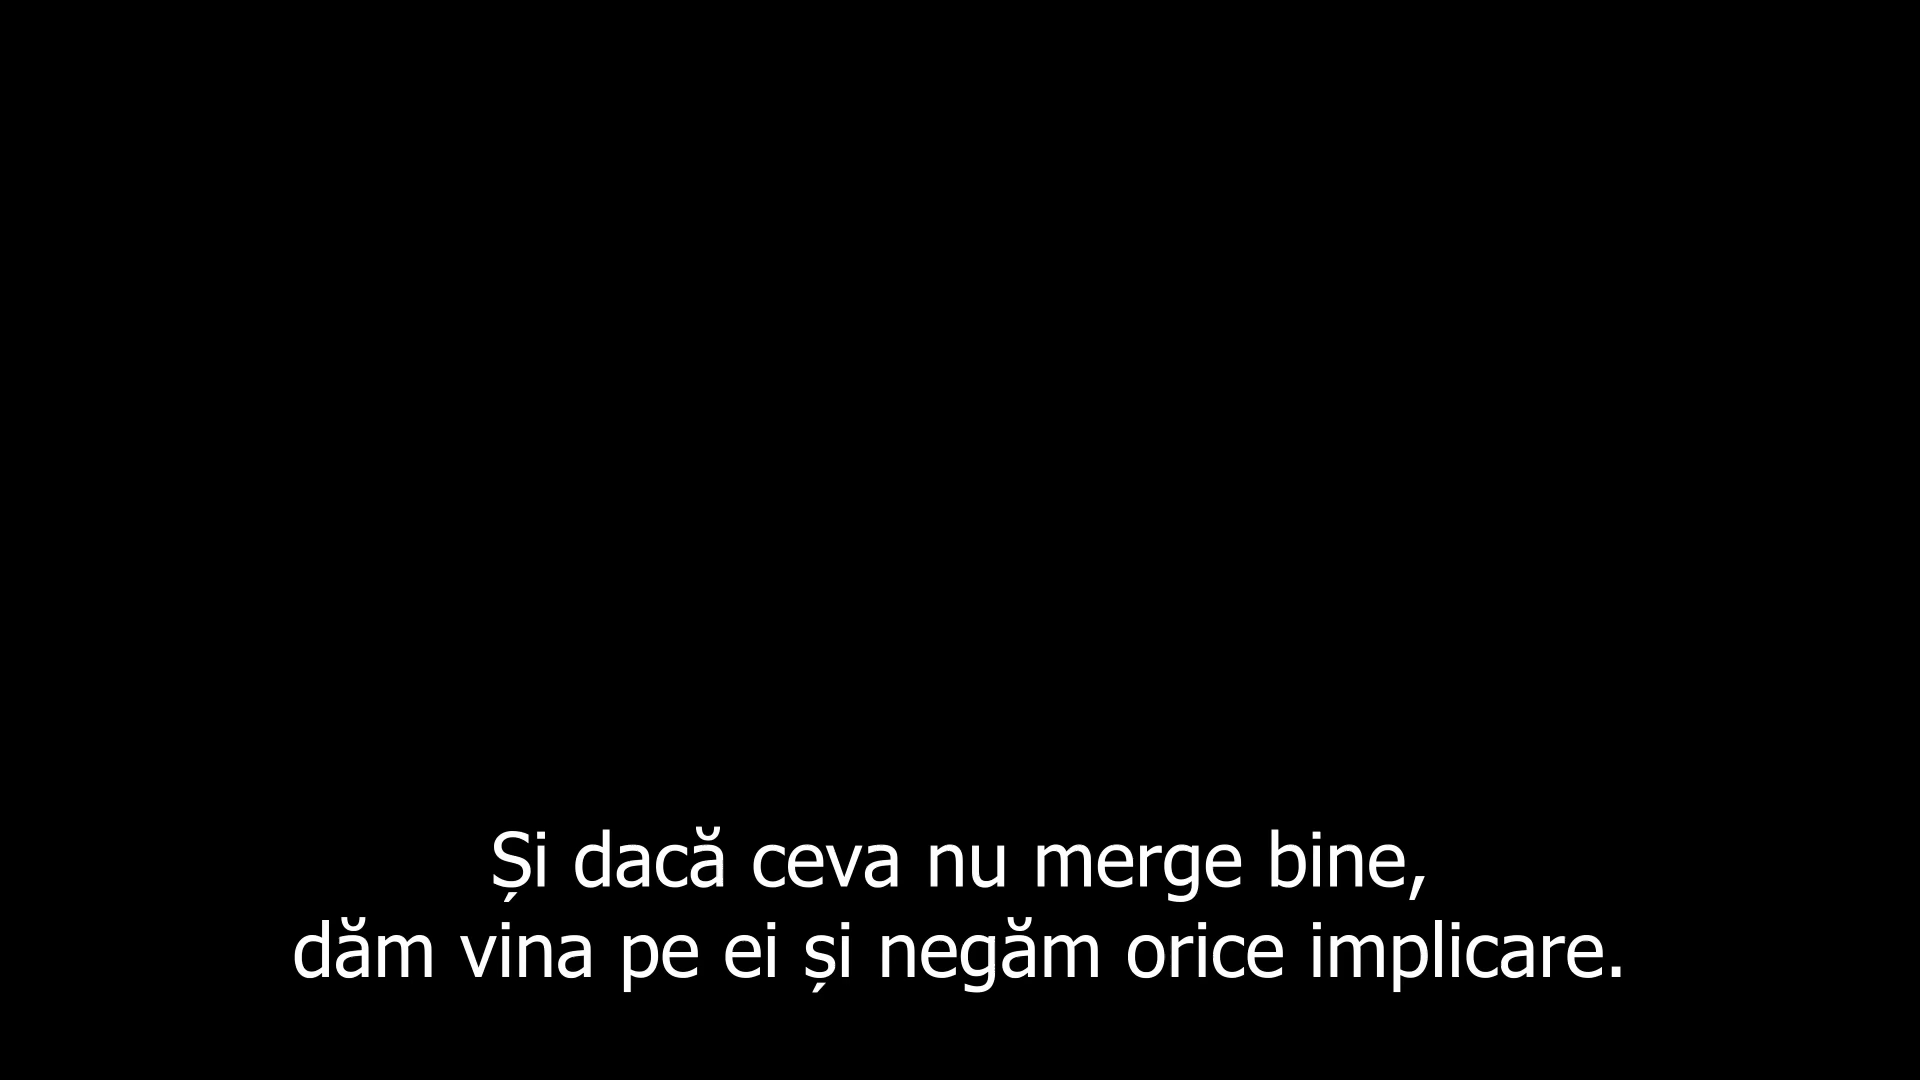 Și dacă ceva nu merge bine,
dăm vina pe ei și negăm orice implicare.